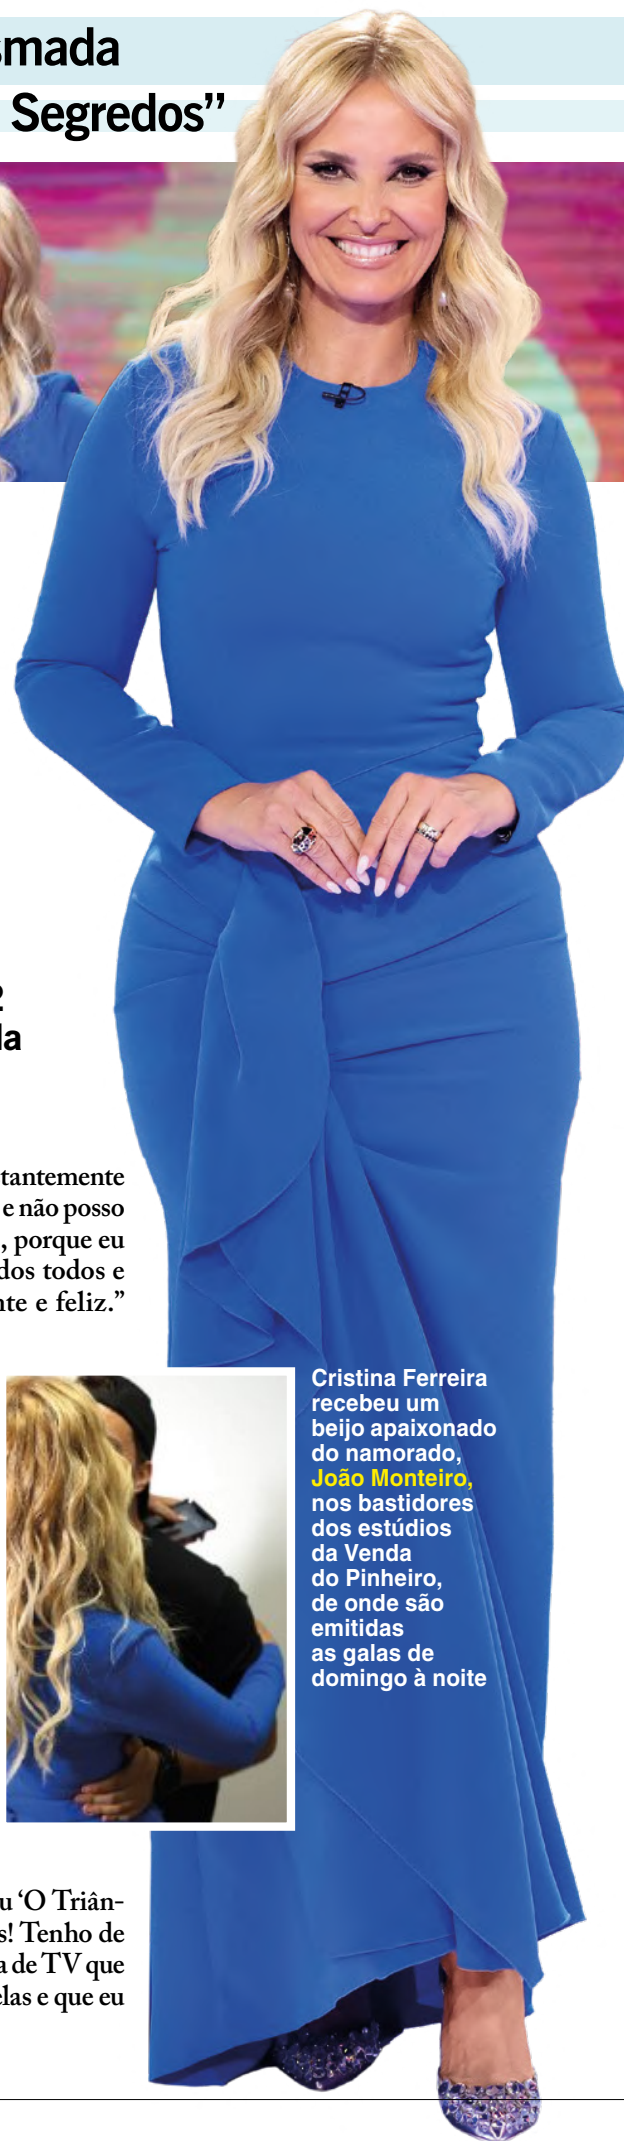 smada
Segredos”
2
la
tantemente
e não posso
, porque eu
dos todos e
nte e feliz.”
Cristina Ferreira
recebeu um
beijo apaixonado
do namorado,
João Monteiro,
nos bastidores
dos estúdios
da Venda
do Pinheiro,
de onde são
emitidas
as galas de
domingo à noite
u ‘O Triân-
s! Tenho de
a de TV que
elas e que eu